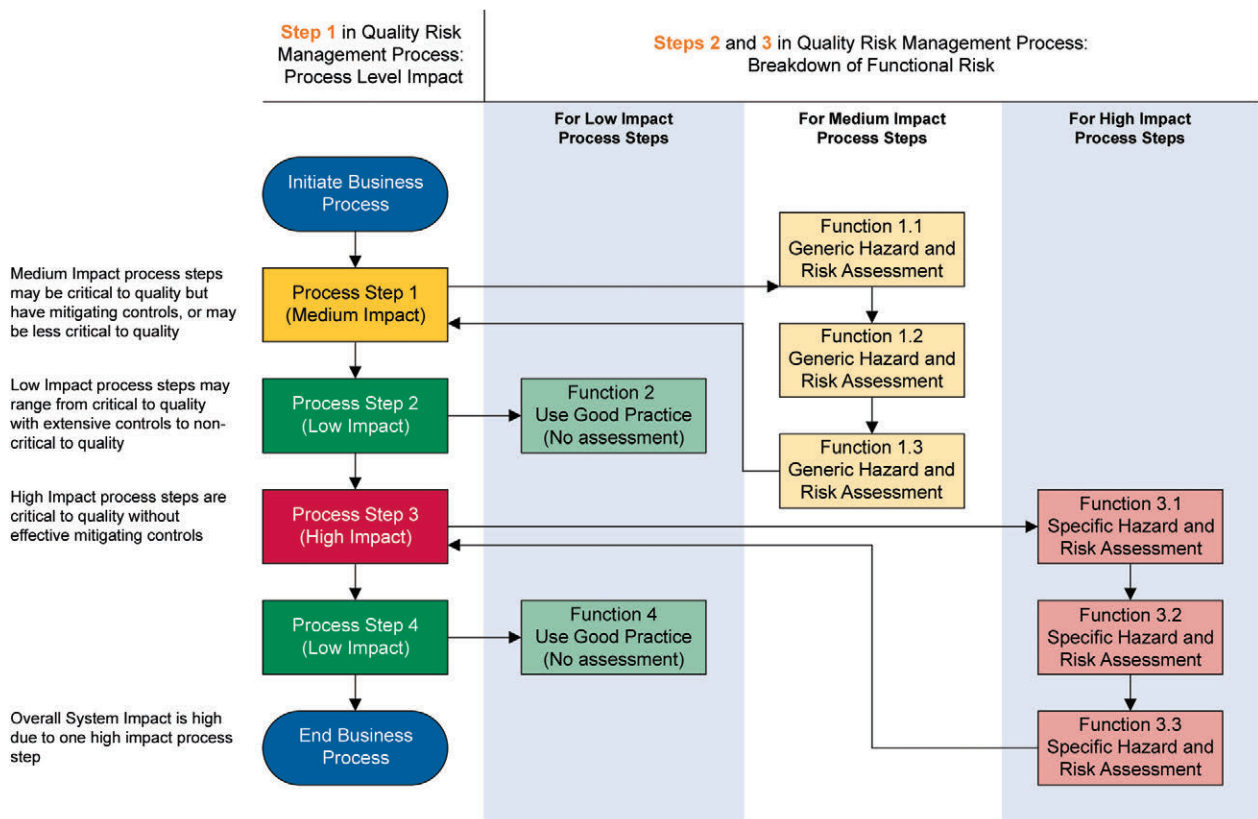 Step 1 in Quality Risk
Management Process:
Process Level Impact
Steps 2 and 3 in Quality Risk Management Process:
Breakdown of Functional Risk
For Low Impact
Process Steps
For Medium Impact
Process Steps
For High Impact
Process Steps
Initiate Business
Process
Function 1.1
Generic Hazard and
Risk Assessment
Medium Impact process steps
may be critical to quality but
have mitigating controls, or may
be less critical to quality
Process Step 1
(Medium Impact)
Function 1.2
Generic Hazard and
Risk Assessment
Low Impact process steps may
range from critical to quality
with extensive controls to non-
critical to quality
Process Step 2
(Low Impact)
Function 2
Use Good Practice
(No assessment)
Function 1.3
Generic Hazard and
Risk Assessment
High Impact process steps are
critical to quality without
effective mitigating controls
Process Step 3
(High Impact)
Function 3.1
Specific Hazard and
Risk Assessment
Process Step 4
(Low Impact)
Function 4
Use Good Practice
(No assessment)
Function 3.2
Specific Hazard and
Risk Assessment
Overall System Impact is high
due to one high impact process
step
End Business
Process
Function 3.3
Specific Hazard and
Risk Assessment